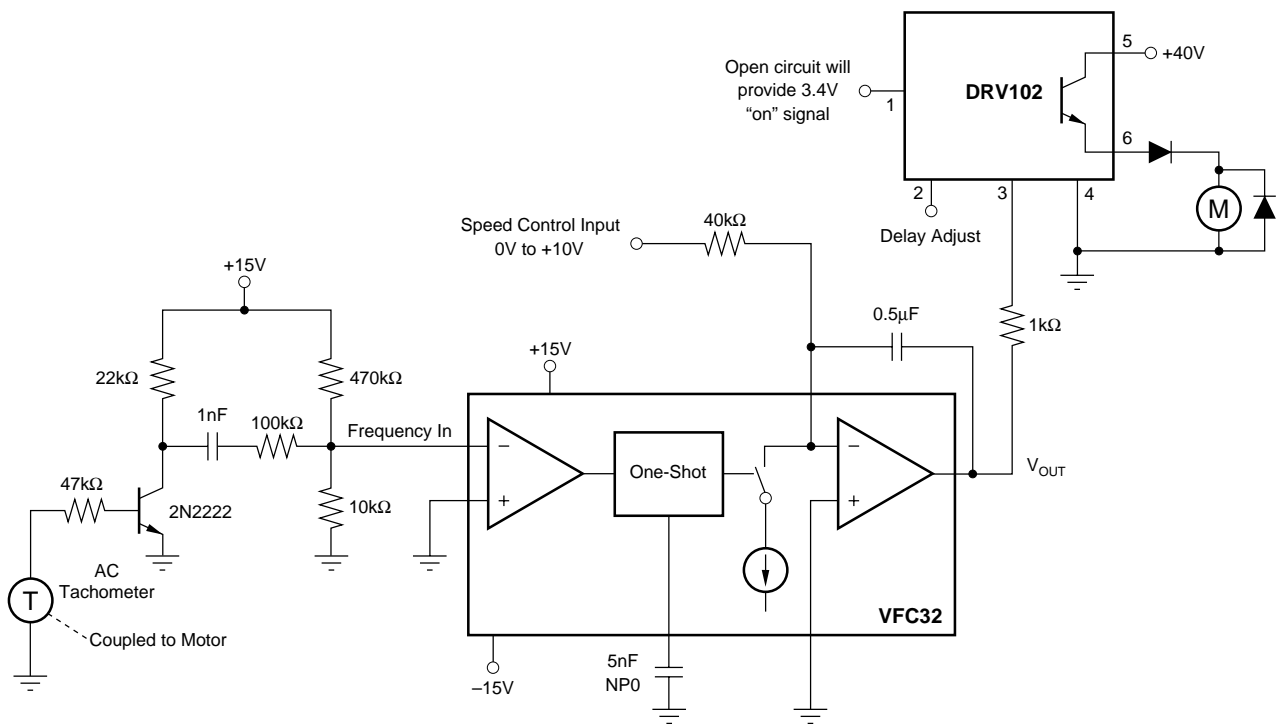 Open circuit will
provide 3.4V
“on” signal
1
DRV102
5
+40V
6
2
3
4
Delay Adjust
M
Speed Control Input
0V to +10V
40kΩ
+15V
0.5µF
1kΩ
22kΩ
470kΩ
+15V
1nF
100kΩ
Frequency In
–
+
One-Shot
–
+
VOUT
47kΩ
2N2222
10kΩ
AC
Tachometer
T
Coupled to Motor
VFC32
–15V
5nF
NP0